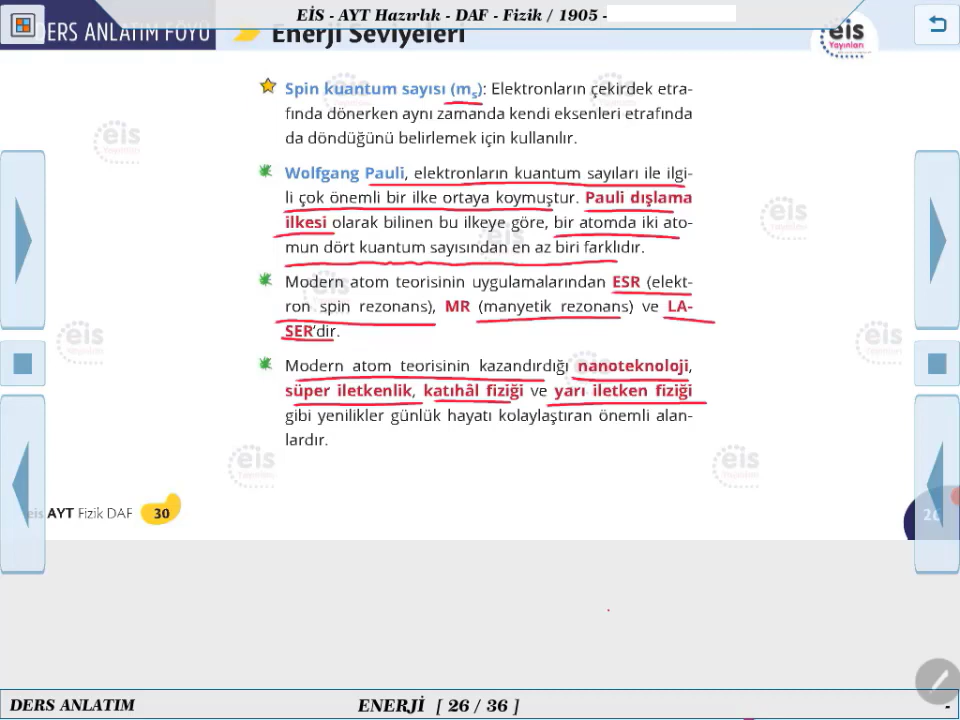 EİS - AYT Hazırlık - DAF - Fizik / 1905 -
DERS ANLATIM FÖYÜ
Enerji Seviyeleri
eis
Yayınları
Spin kuantum sayısı (ms): Elektronların çekirdek etra-
fında dönerken aynı zamanda kendi eksenleri etrafında
da döndüğünü belirlemek için kullanılır.
Wolfgang Pauli, elektronların kuantum sayıları ile ilgi-
li çok önemli bir ilke ortaya koymuştur. Pauli dışlama
ilkesi olarak bilinen bu ilkeye göre, bir atomda iki ato-
mun dört kuantum sayısından en az biri farklıdır.
Modern atom teorisinin uygulamalarından ESR (elekt-
ron spin rezonans), MR (manyetik rezonans) ve LA-
SER'dir.
Modern atom teorisinin kazandırdığı nanoteknoloji,
süper iletkenlik, katıhâl fiziği ve yarı iletken fiziği
gibi yenilikler günlük hayatı kolaylaştıran önemli alan-
lardır.
eis AYT Fizik DAF 30
26
DERS ANLATIM
ENERJİ [ 26 / 36 ]
-